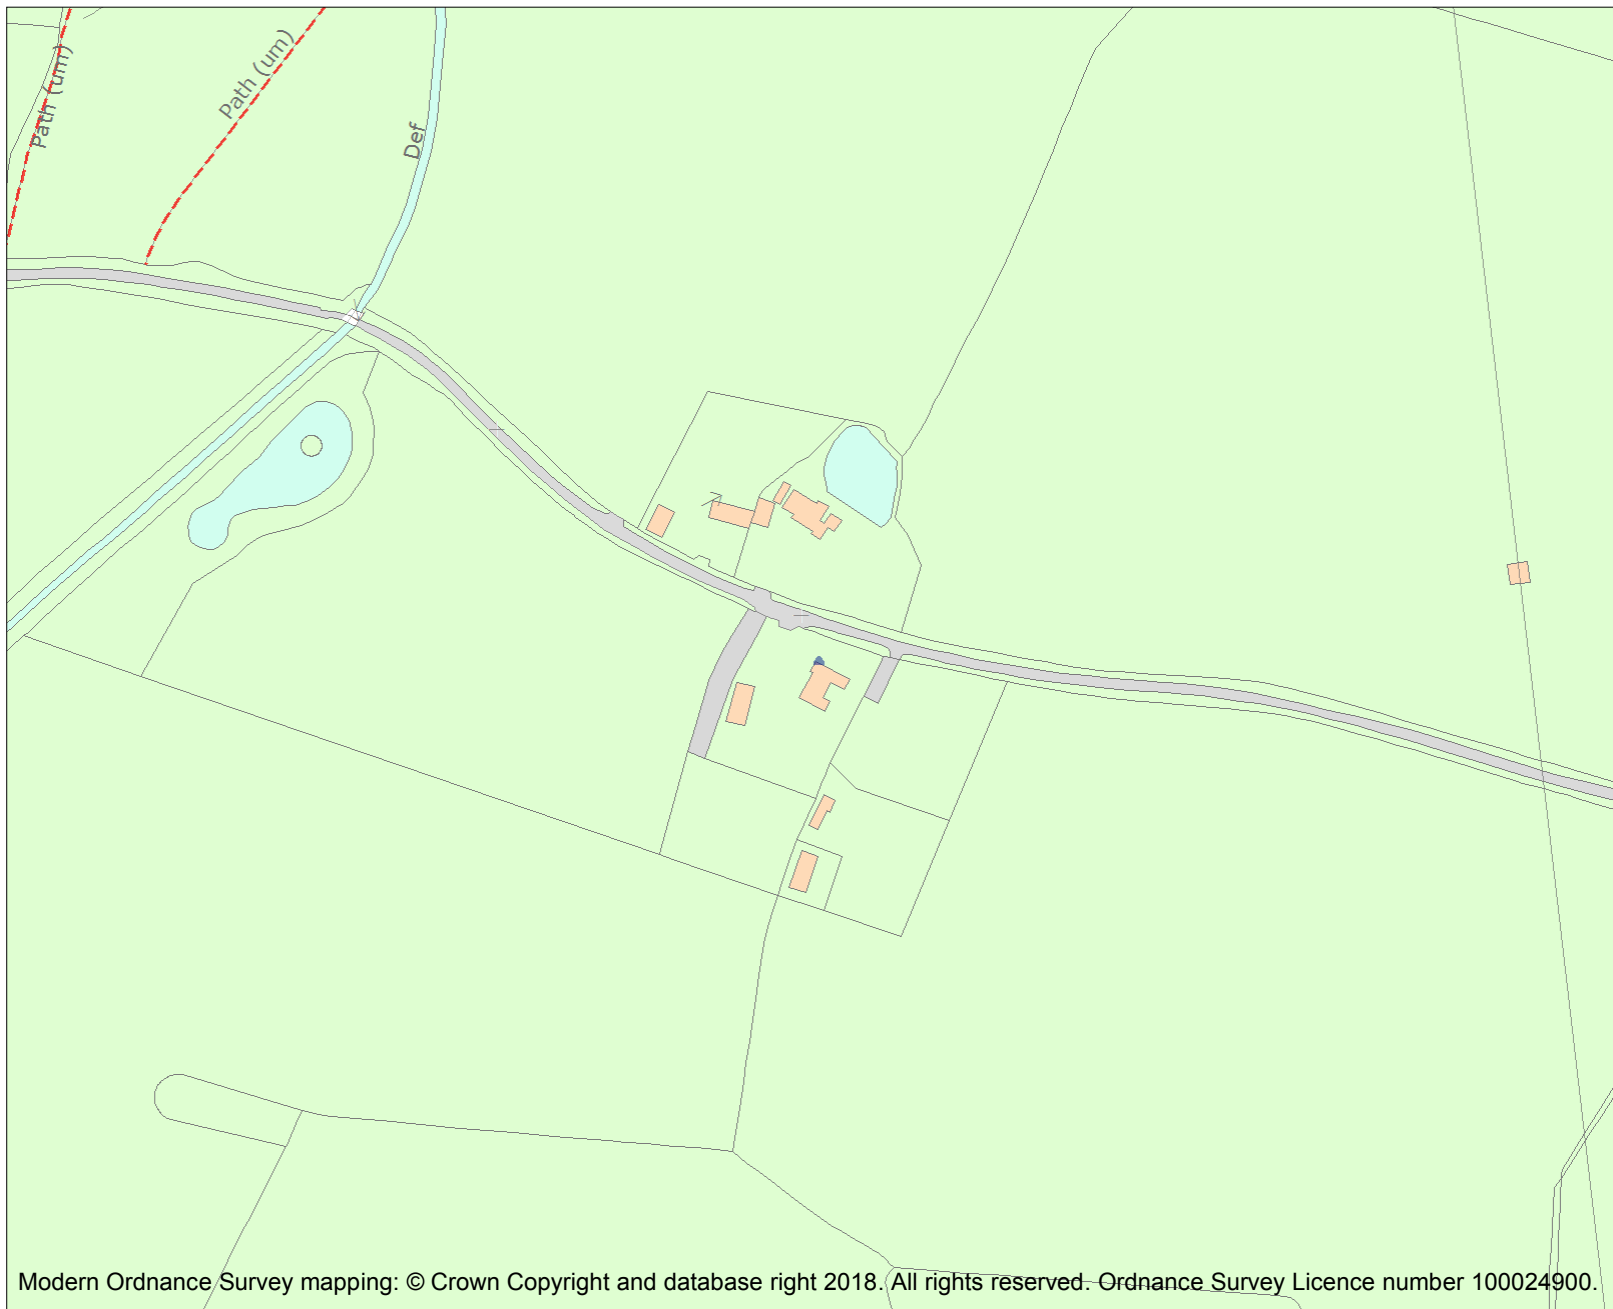 Path (um)
Path (um)
Def
Modern Ordnance Survey mapping: © Crown Copyright and database right 2018. All rights reserved. Ordnance Survey Licence number 100024900.